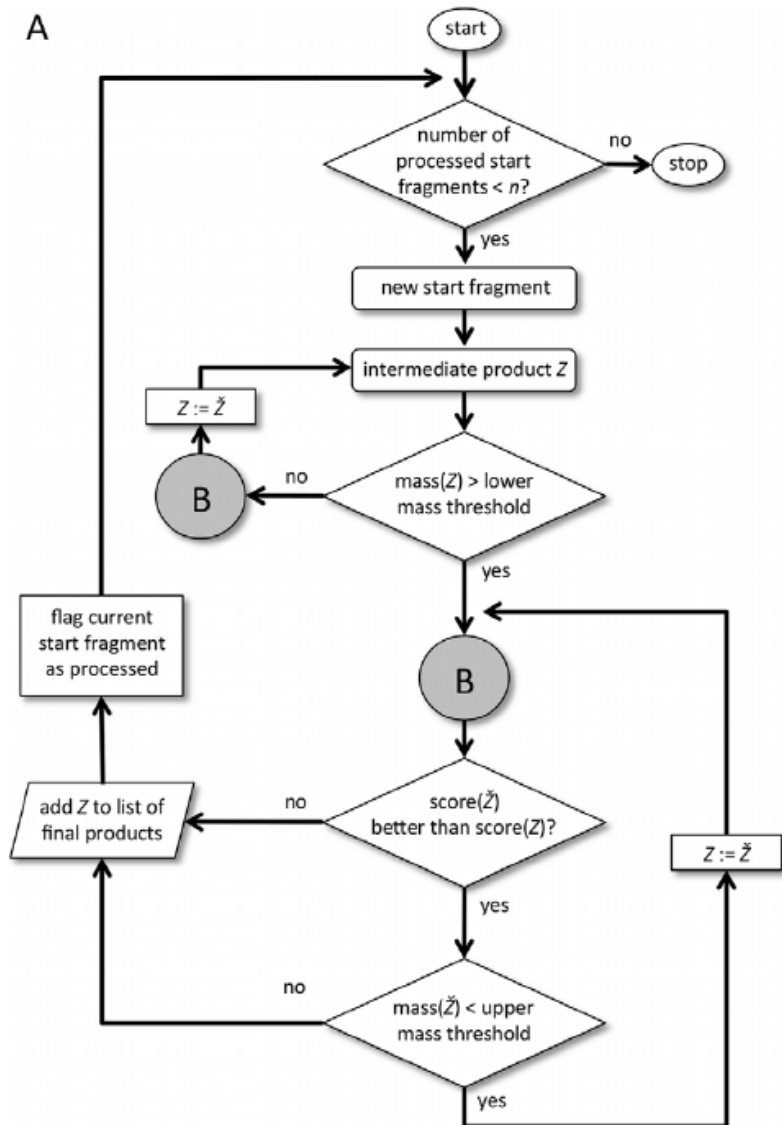 A
start
number of
processed start
fragments < n?
no
stop
yes
new start fragment
intermediate product Z
Z := Ž
mass(Z) > lower
mass threshold
no
B
yes
flag current
start fragment
as processed
B
add Z to list of
final products
no
score(Ž)
better than score(Z)?
Z := Ž
yes
no
mass(Ž) < upper
mass threshold
yes